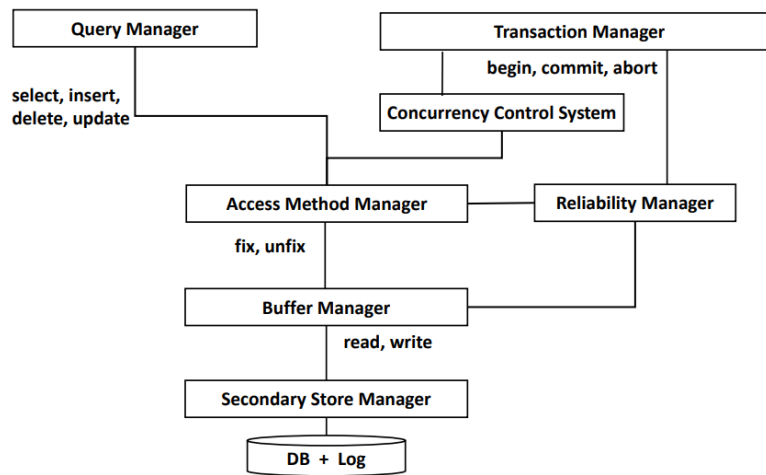 Query Manager
Transaction Manager
begin, commit, abort
select, insert,
delete, update
Concurrency Control System
Access Method Manager
Reliability Manager
fix, unfix
Buffer Manager
read, write
Secondary Store Manager
DB + Log